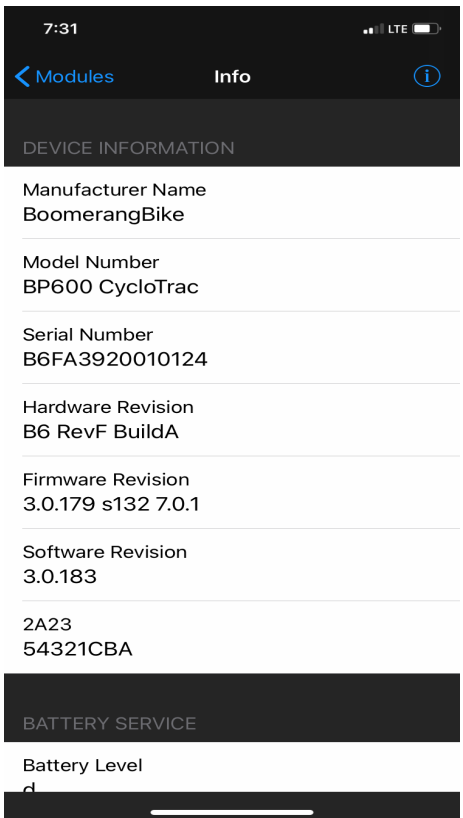 7:31
LTE
Modules
Info
i
DEVICE INFORMATION
Manufacturer Name
BoomerangBike
Model Number
BP600 CycloTrac
Serial Number
B6FA3920010124
Hardware Revision
B6 RevF BuildA
Firmware Revision
3.0.179 s132 7.0.1
Software Revision
3.0.183
2A23
54321CBA
BATTERY SERVICE
Battery Level